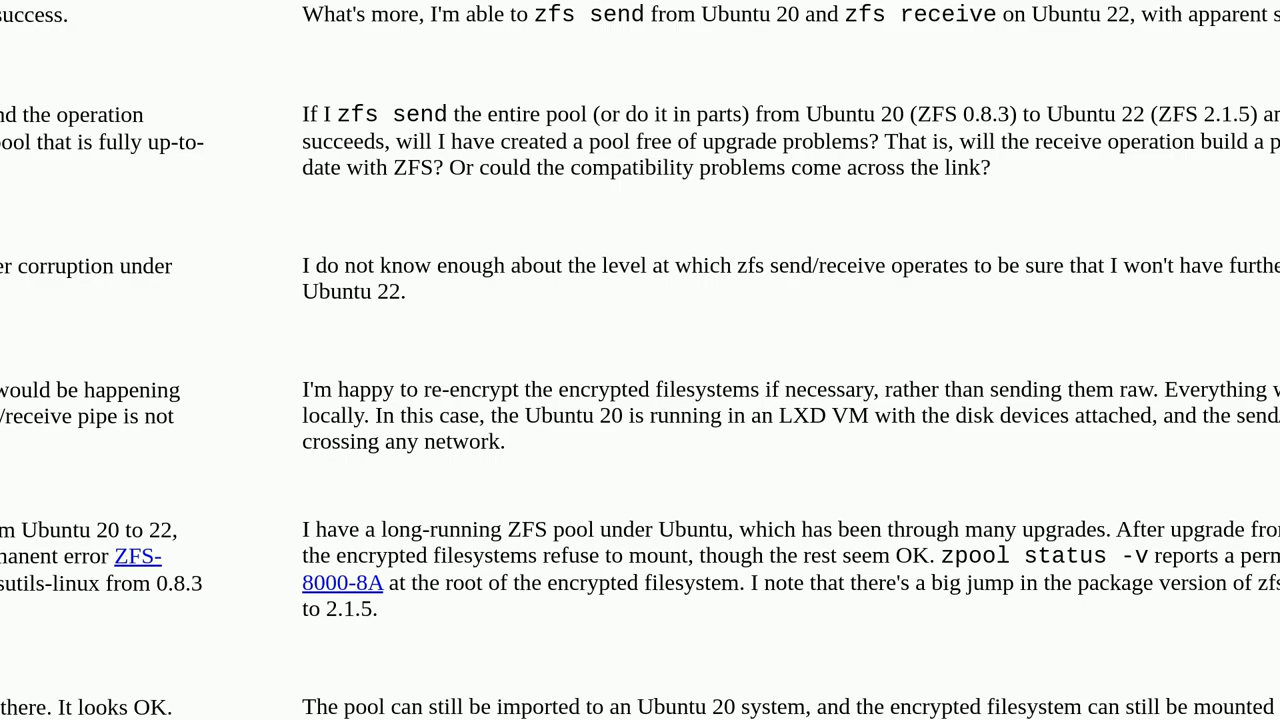 success.
nd the operation
ool that is fully up-to-
er corruption under
would be happening
/receive pipe is not
m Ubuntu 20 to 22,
manent error ZFS-
sutils-linux from 0.8.3
there. It looks OK.
What's more, I'm able to zfs send from Ubuntu 20 and zfs receive on Ubuntu 22, with apparent s
If I zfs send the entire pool (or do it in parts) from Ubuntu 20 (ZFS 0.8.3) to Ubuntu 22 (ZFS 2.1.5) an
succeeds, will I have created a pool free of upgrade problems? That is, will the receive operation build a p
date with ZFS? Or could the compatibility problems come across the link?
I do not know enough about the level at which zfs send/receive operates to be sure that I won't have furthe
Ubuntu 22.
I'm happy to re-encrypt the encrypted filesystems if necessary, rather than sending them raw. Everything w
locally. In this case, the Ubuntu 20 is running in an LXD VM with the disk devices attached, and the send/
crossing any network.
I have a long-running ZFS pool under Ubuntu, which has been through many upgrades. After upgrade from
the encrypted filesystems refuse to mount, though the rest seem OK. zpool status -v reports a perm
8000-8A at the root of the encrypted filesystem. I note that there's a big jump in the package version of zfs
to 2.1.5.
The pool can still be imported to an Ubuntu 20 system, and the encrypted filesystem can still be mounted